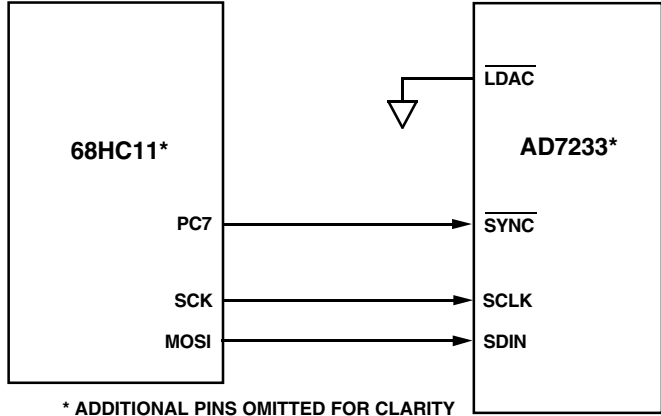 LDAC
68HC11*
AD7233*
PC7
SYNC
SCK
SCLK
MOSI
SDIN
* ADDITIONAL PINS OMITTED FOR CLARITY